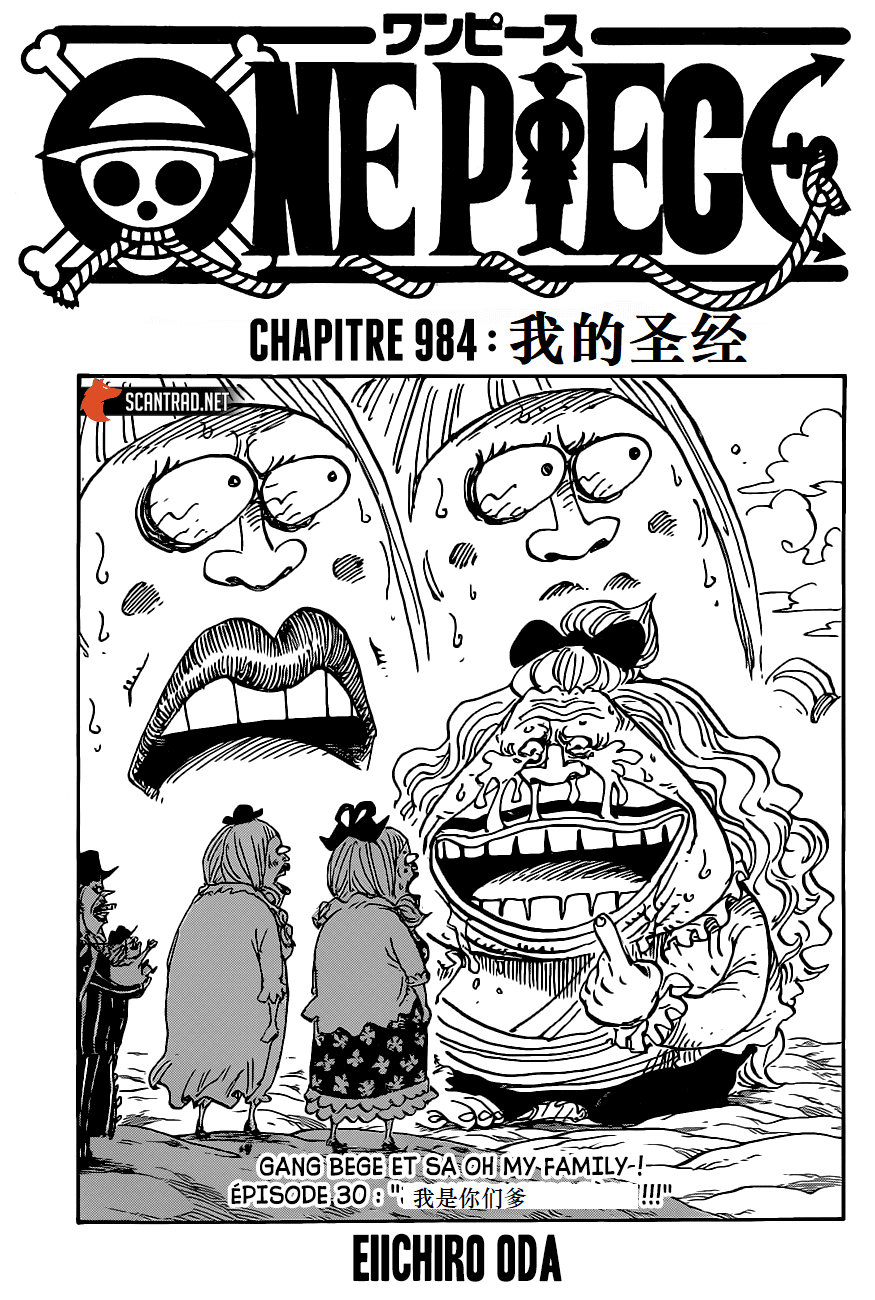 ワンピース
ONE PIECE
CHAPITRE 984 : 我的圣经
SCANTRAD.NET
GANG BEGE ET SA OH MY FAMILY !
ÉPISODE 30 : "我是你们爹 !!!"
EIICHIRO ODA